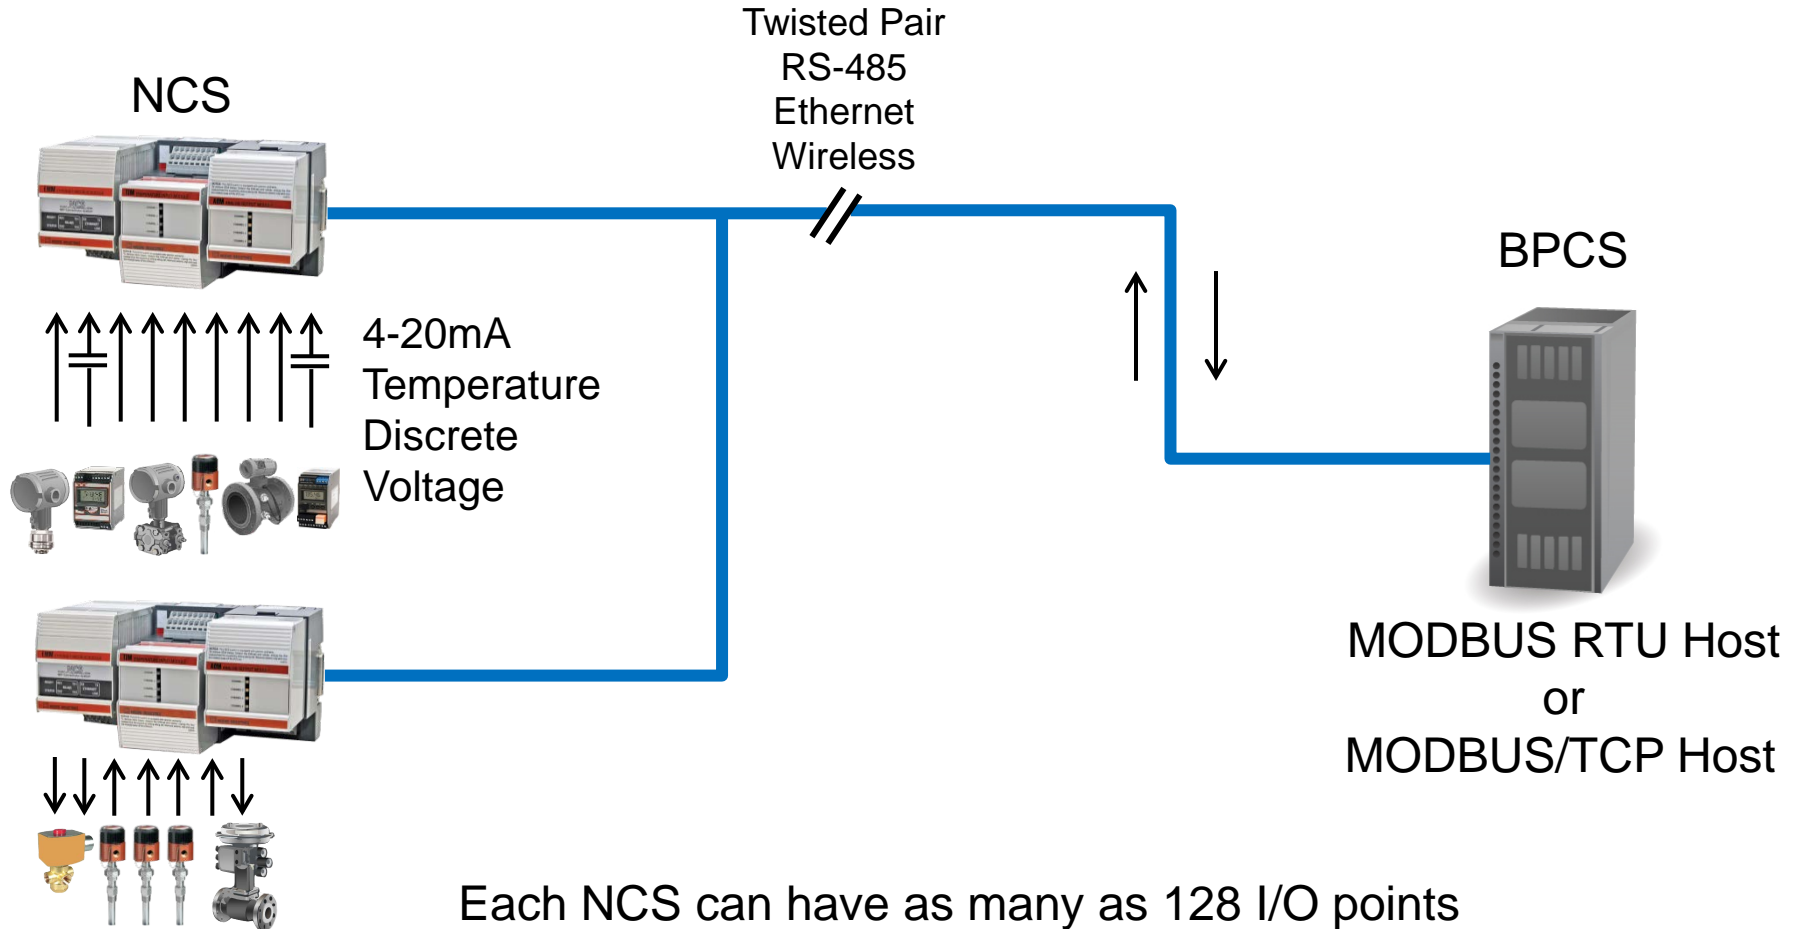 Twisted Pair
RS-485
Ethernet
Wireless
NCS
BPCS
4-20mA
Temperature
Discrete
Voltage
MODBUS RTU Host
or
MODBUS/TCP Host
Each NCS can have as many as 128 I/O points